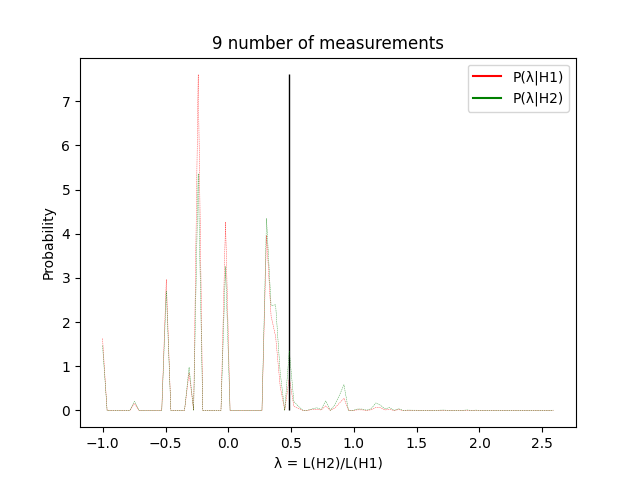 9 number of measurements
P(λ|H1)
P(λ|H2)
Probability
7
6
5
4
3
2
1
0
−1.0 −0.5 0.0 0.5 1.0 1.5 2.0 2.5
λ = L(H2)/L(H1)